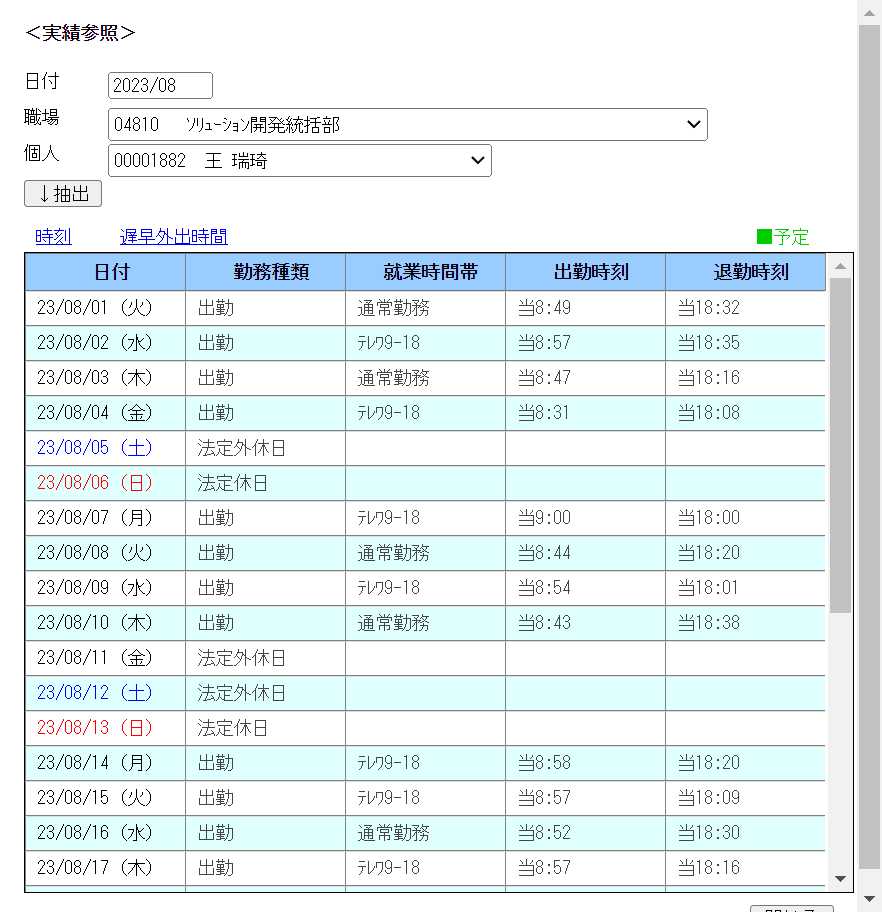 ＜実績参照＞
日付 2023/08
職場 04810 ｿﾘｭｰｼｮﾝ開発統括部
個人 00001882 王 瑞琦
↓抽出
時刻 遅早外出時間 ■予定
日付 勤務種類 就業時間帯 出勤時刻 退勤時刻
23/08/01 （火） 出勤 通常勤務 当8:49 当18:32
23/08/02 （水） 出勤 ﾃﾚﾜ9-18 当8:57 当18:35
23/08/03 （木） 出勤 通常勤務 当8:47 当18:16
23/08/04 （金） 出勤 ﾃﾚﾜ9-18 当8:31 当18:08
23/08/05 （土） 法定外休日
23/08/06 （日） 法定休日
23/08/07 （月） 出勤 ﾃﾚﾜ9-18 当9:00 当18:00
23/08/08 （火） 出勤 通常勤務 当8:44 当18:20
23/08/09 （水） 出勤 ﾃﾚﾜ9-18 当8:54 当18:01
23/08/10 （木） 出勤 通常勤務 当8:43 当18:38
23/08/11 （金） 法定外休日
23/08/12 （土） 法定外休日
23/08/13 （日） 法定休日
23/08/14 （月） 出勤 ﾃﾚﾜ9-18 当8:58 当18:20
23/08/15 （火） 出勤 ﾃﾚﾜ9-18 当8:57 当18:09
23/08/16 （水） 出勤 通常勤務 当8:52 当18:30
23/08/17 （木） 出勤 ﾃﾚﾜ9-18 当8:57 当18:16